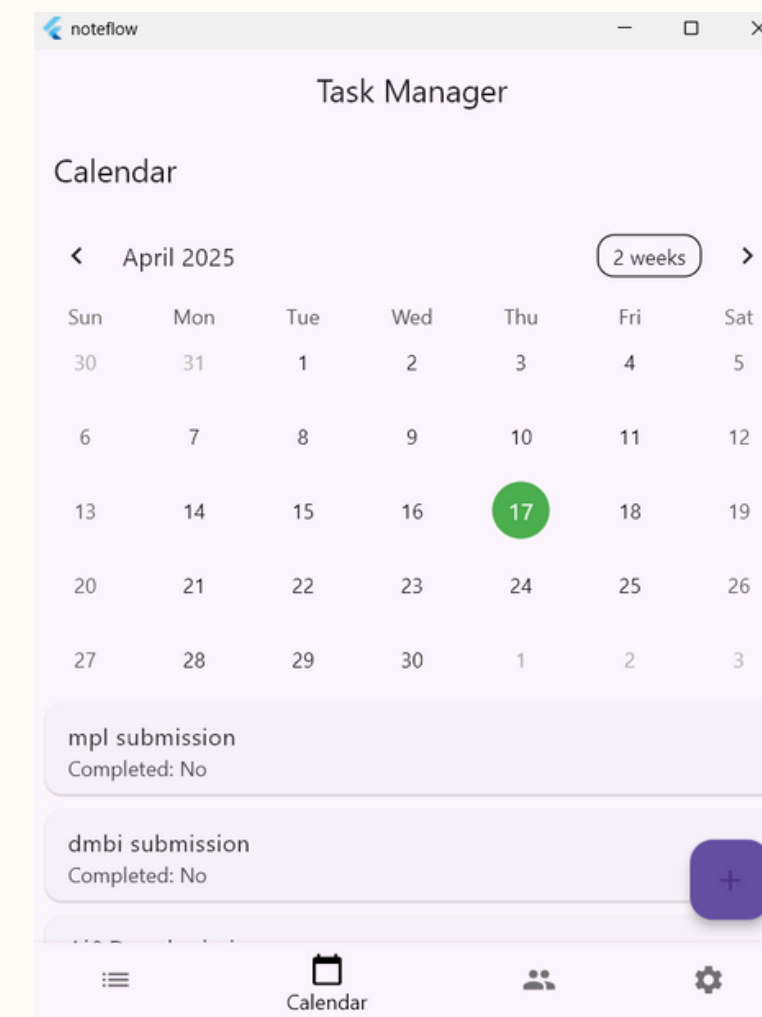 noteflow
Task Manager
Calendar
April 2025 2 weeks
Sun Mon Tue Wed Thu Fri Sat
30 31 1 2 3 4 5
6 7 8 9 10 11 12
13 14 15 16 17 18 19
20 21 22 23 24 25 26
27 28 29 30 1 2 3
mpl submission
Completed: No
dmbi submission
Completed: No
Calendar